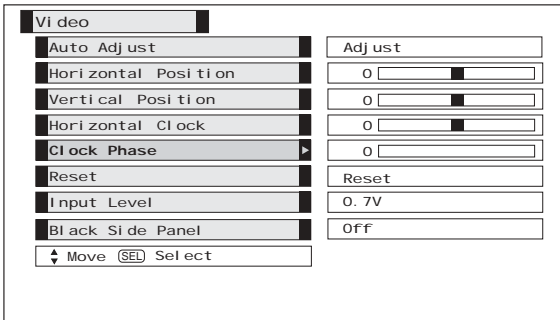 Video
Auto Adjust Adjust
Horizontal Position 0
Vertical Position 0
Horizontal Clock 0
Clock Phase 0
Reset Reset
Input Level 0.7V
Black Side Panel Off
Move SEL Select